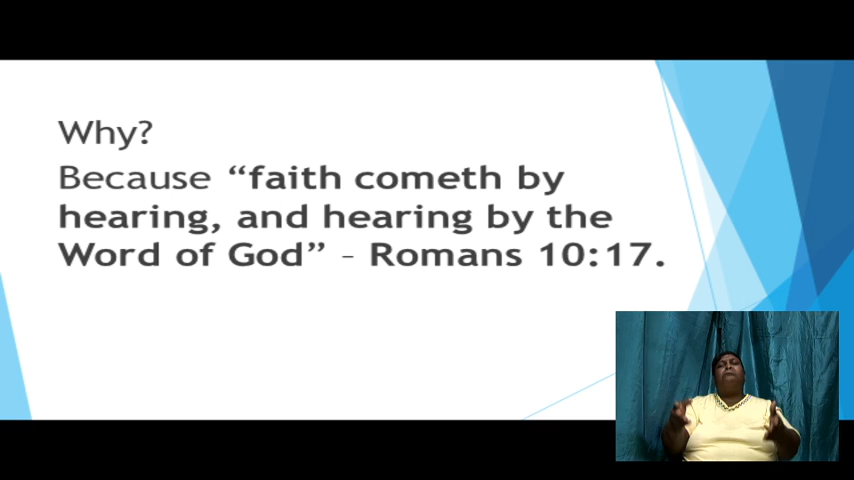 Why?
Because “faith cometh by
hearing, and hearing by the
Word of God” – Romans 10:17.